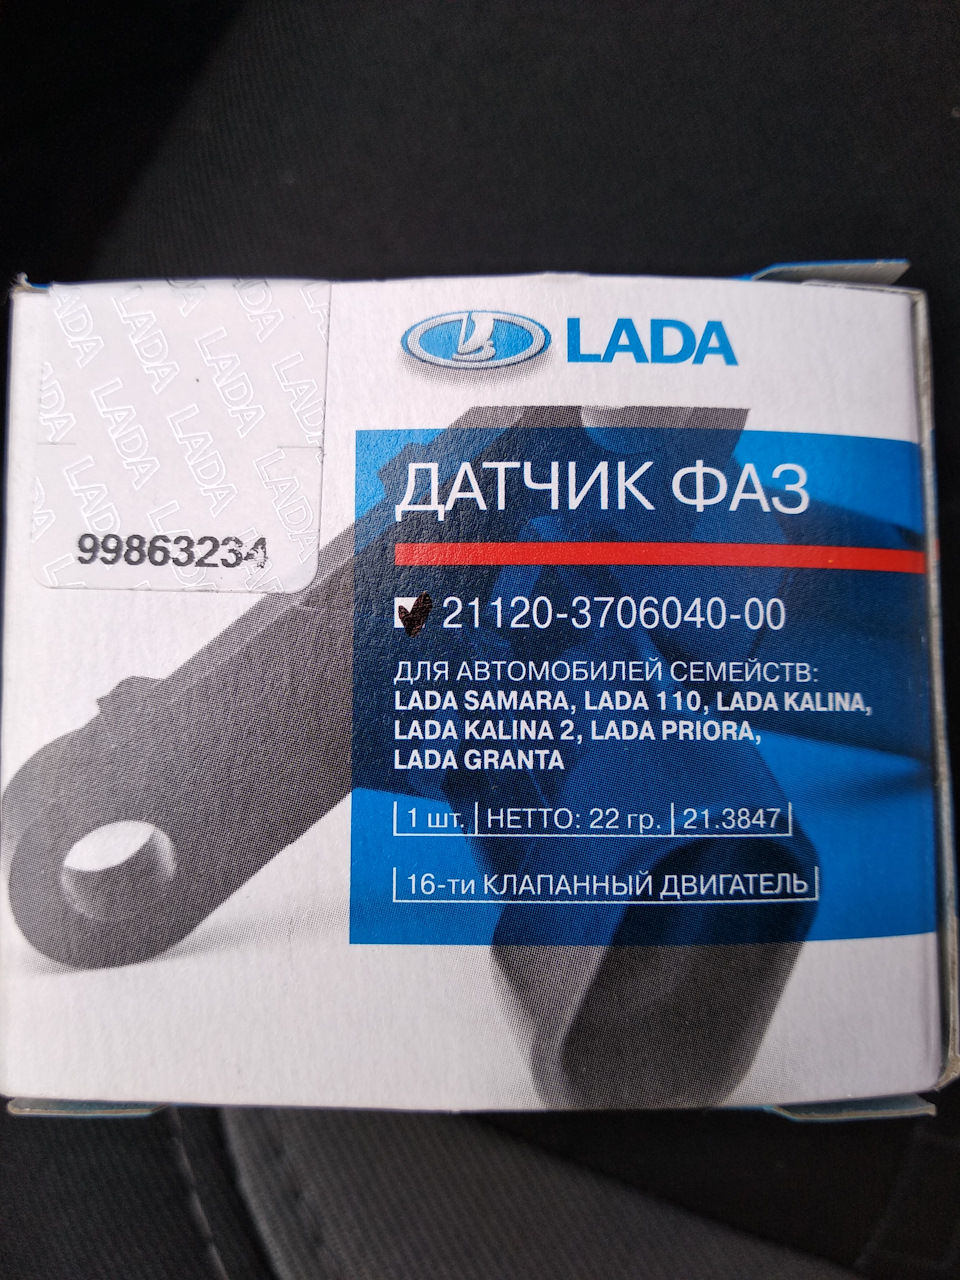 LADA
ДАТЧИК ФАЗ
99863234
21120-3706040-00
ДЛЯ АВТОМОБИЛЕЙ СЕМЕЙСТВ:
LADA SAMARA, LADA 110, LADA KALINA,
LADA KALINA 2, LADA PRIORA,
LADA GRANTA
1 шт. НЕТТО: 22 гр. 21.3847
16-ти КЛАПАННЫЙ ДВИГАТЕЛЬ